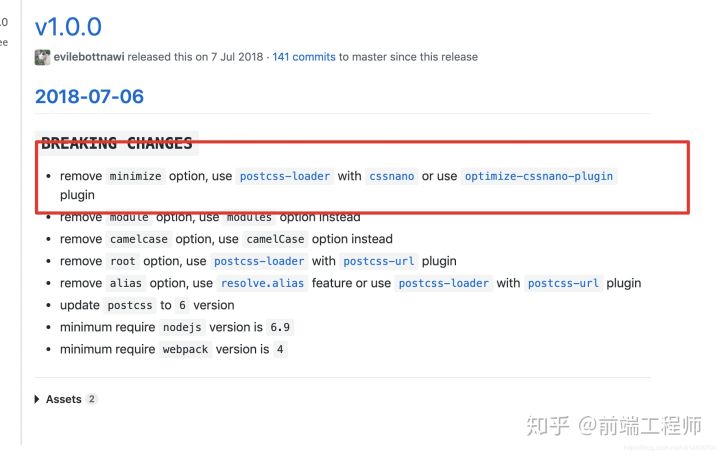 .0
ee
v1.0.0
evilebottnawi released this on 7 Jul 2018 · 141 commits to master since this release
2018-07-06
BREAKING CHANGES
• remove minimize option, use postcss-loader with cssnano or use optimize-cssnano-plugin
plugin
• remove module option, use modules option instead
• remove camelcase option, use camelCase option instead
• remove root option, use postcss-loader with postcss-url plugin
• remove alias option, use resolve.alias feature or use postcss-loader with postcss-url plugin
• update postcss to 6 version
• minimum require nodejs version is 6.9
• minimum require webpack version is 4
Assets 2
知乎 @前端工程师